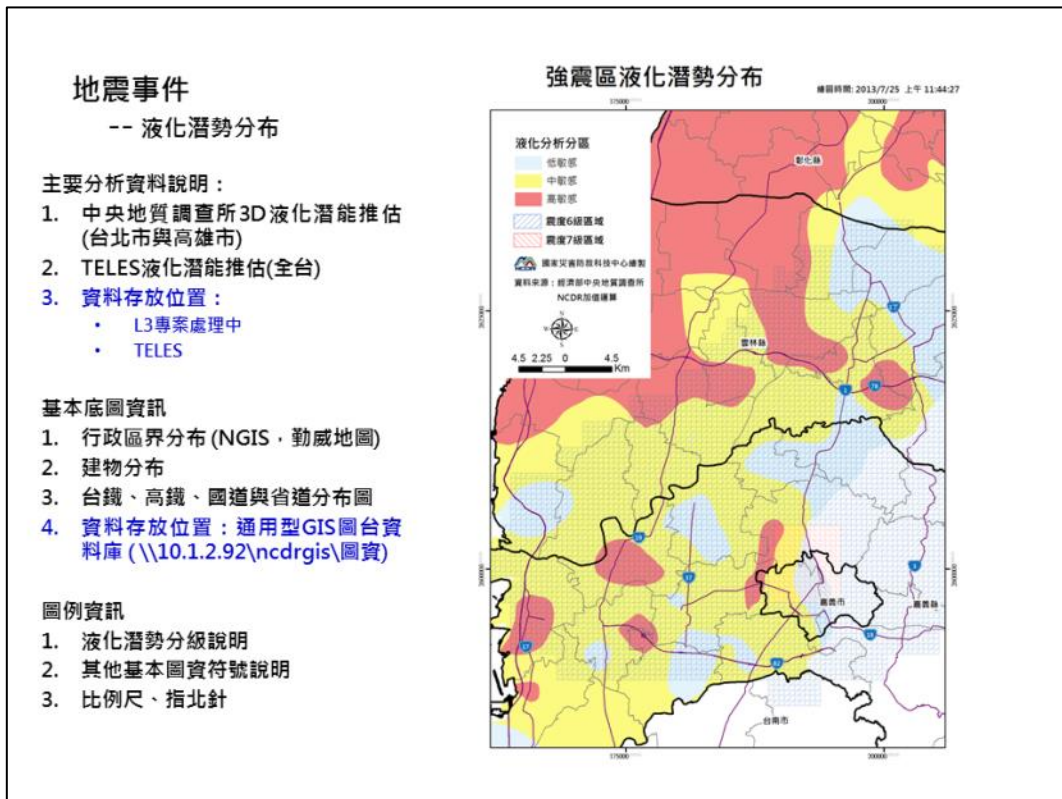 地震事件
-- 液化潛勢分布
主要分析資料說明：
1. 中央地質調查所3D液化潛能推估
(台北市與高雄市)
2. TELES液化潛能推估(全台)
3. 資料存放位置：
• L3專案處理中
• TELES
基本底圖資訊
1. 行政區界分布(NGIS，勤崴地圖)
2. 建物分布
3. 台鐵、高鐵、國道與省道分布圖
4. 資料存放位置：通用型GIS圖台資
料庫 ( \\10.1.2.92\ncdrgis\圖資)
圖例資訊
1. 液化潛勢分級說明
2. 其他基本圖資符號說明
3. 比例尺、指北針
強震區液化潛勢分布
繪圖時間: 2013/7/25 上午 11:44:27
375000
300000
液化分析分區
低敏感
中敏感
高敏感
震度6級區域
震度7級區域
國家災害防救科技中心繪製
資料來源：經濟部中央地質調查所
NCDR加值運算
4.5 2.25 0 4.5
Km
彰化縣
雲林縣
嘉義市
嘉義縣
台南市
375000
300000